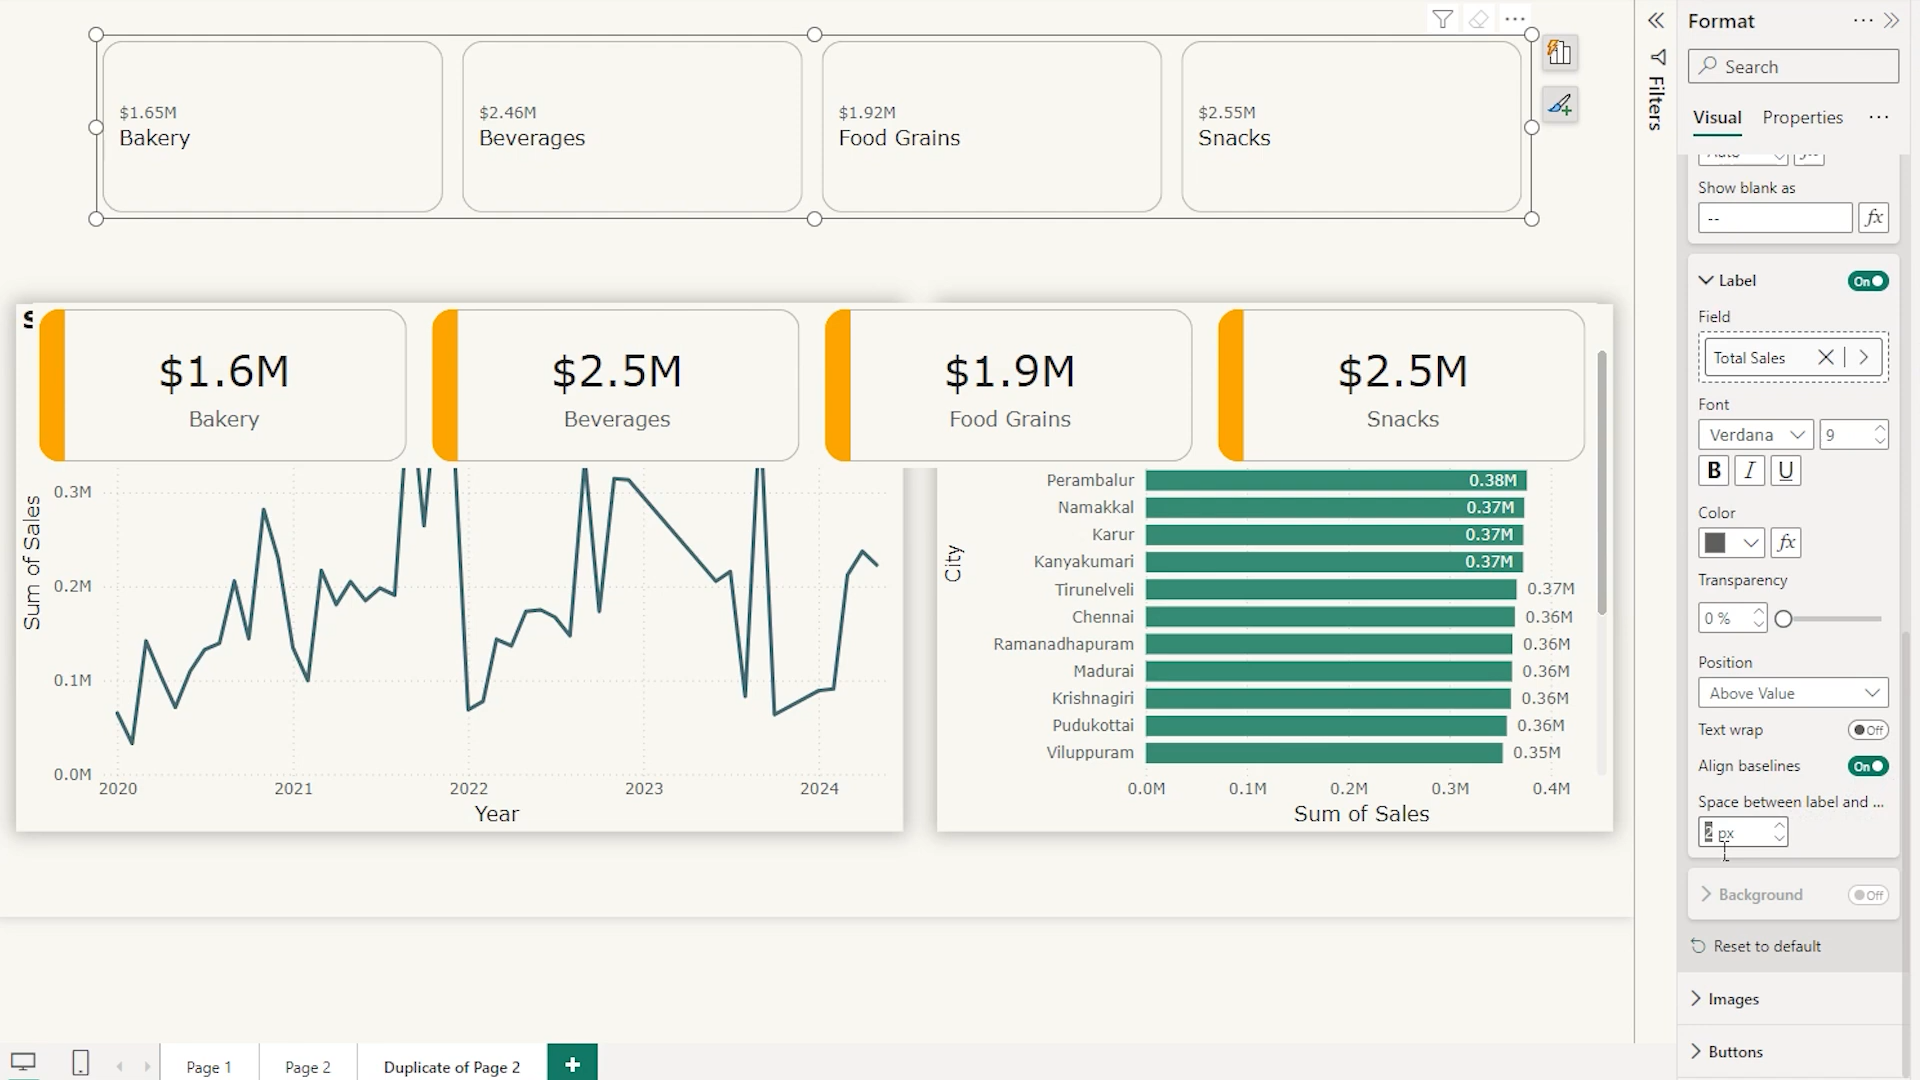 Format
Search
Visual
Properties
Filters
Show blank as
--
fx
Label
On
Field
Total Sales
Font
Verdana
9
B
I
U
Color
fx
Transparency
0 %
Position
Above Value
Text wrap
Off
Align baselines
On
Space between label and ...
px
Background
Off
Reset to default
Images
Buttons
$1.65M
Bakery
$2.46M
Beverages
$1.92M
Food Grains
$2.55M
Snacks
$1.6M
Bakery
$2.5M
Beverages
$1.9M
Food Grains
$2.5M
Snacks
Sum of Sales
0.3M
0.2M
0.1M
0.0M
2020
2021
2022
2023
2024
Year
City
Perambalur
0.38M
Namakkal
0.37M
Karur
0.37M
Kanyakumari
0.37M
Tirunelveli
0.37M
Chennai
0.36M
Ramanadhapuram
0.36M
Madurai
0.36M
Krishnagiri
0.36M
Pudukottai
0.36M
Viluppuram
0.35M
0.0M
0.1M
0.2M
0.3M
0.4M
Sum of Sales
Page 1
Page 2
Duplicate of Page 2